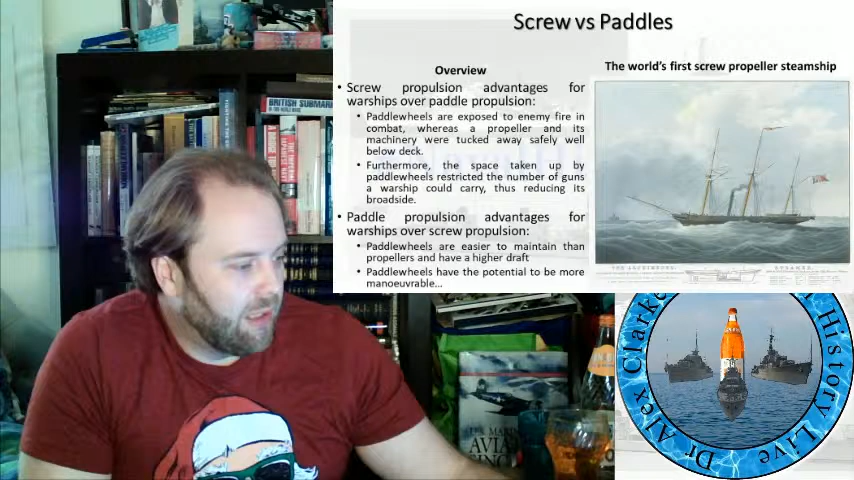 Screw vs Paddles
Overview
• Screw propulsion advantages for
warships over paddle propulsion:
• Paddlewheels are exposed to enemy fire in
combat, whereas a propeller and its
machinery were tucked away safely well
below deck.
• Furthermore, the space taken up by
paddlewheels restricted the number of guns
a warship could carry, thus reducing its
broadside.
• Paddle propulsion advantages for
screw propulsion:
• Paddlewheels are easier to maintain than
propellers and have a higher draft
• Paddlewheels have the potential to be more
manoeuvrable…
The world's first screw propeller steamship
BRITISH SUBMAR
Dr Alex Clarke
History Live